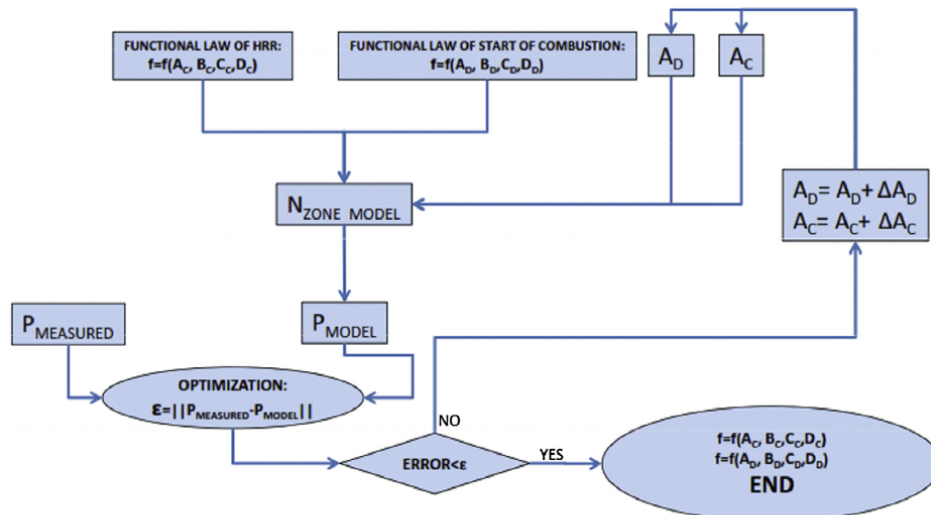 FUNCTIONAL LAW OF HRR:
f=f(A_C, B_C,C_C,D_C)
FUNCTIONAL LAW OF START OF COMBUSTION:
f=f(A_D, B_D,C_D,D_D)
A_D
A_C
N_ZONE MODEL
A_D= A_D+ ΔA_D
A_C= A_C+ ΔA_C
P_MEASURED
P_MODEL
OPTIMIZATION:
ε=||P_MEASURED-P_MODEL||
NO
ERROR<ε
YES
f=f(A_C, B_C,C_C,D_C)
f=f(A_D, B_D,C_D,D_D)
END